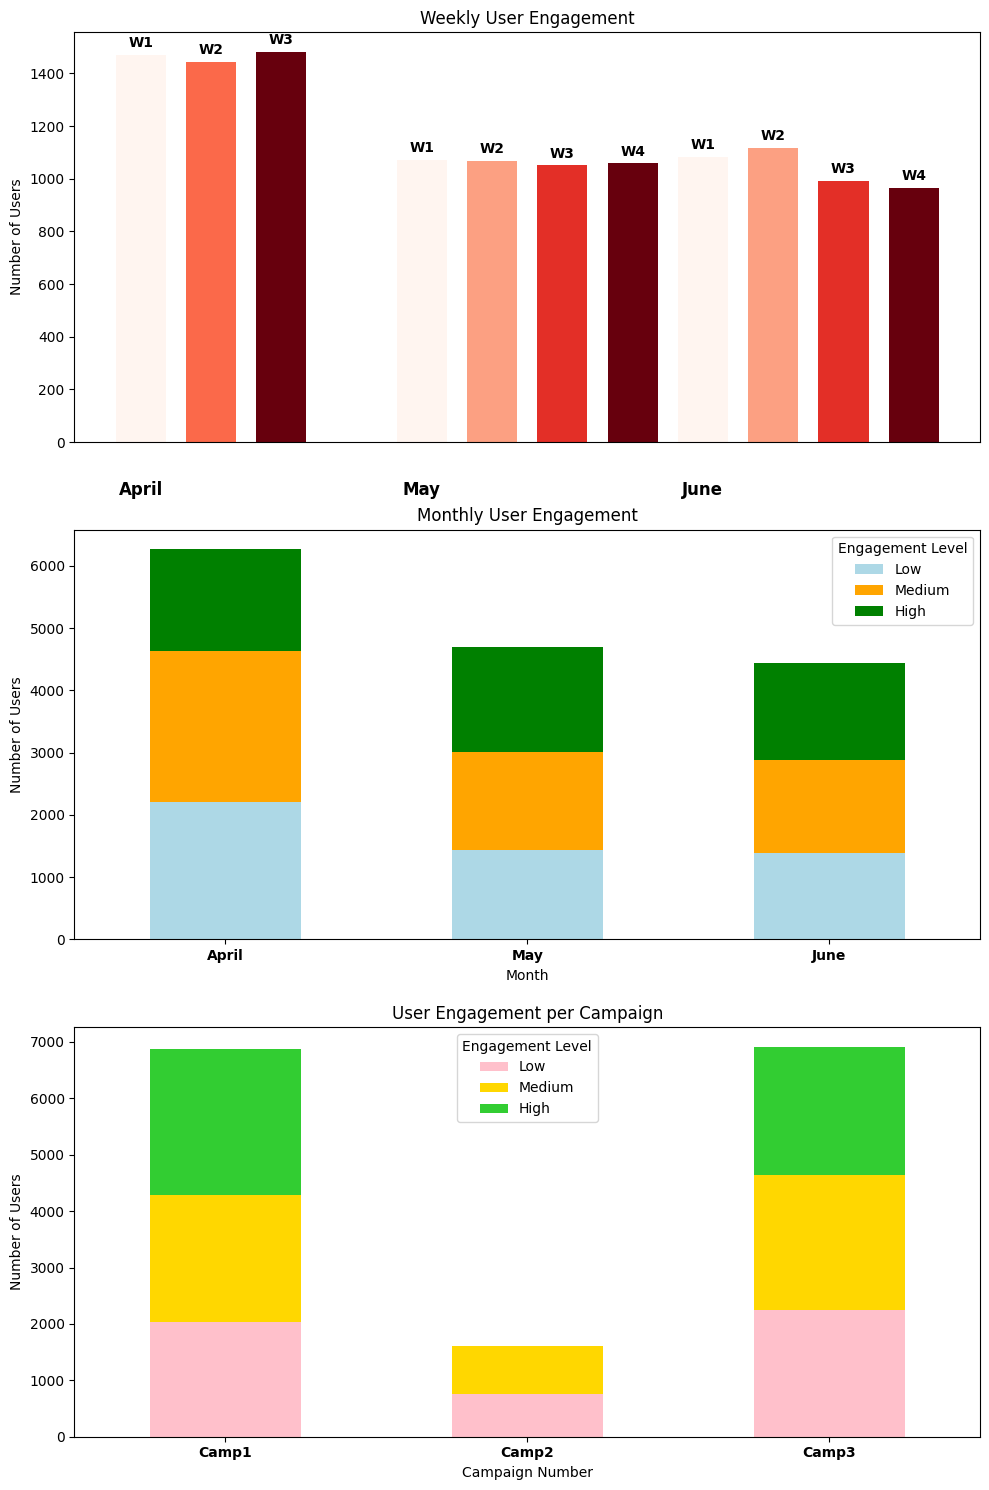 Weekly User Engagement
W1
W2
W3
W1
W2
W3
W4
W1
W2
W3
W4
1400
1200
1000
800
600
400
200
0
Number of Users
April
May
June
Monthly User Engagement
Engagement Level
Low
Medium
High
6000
5000
4000
3000
2000
1000
0
Number of Users
April
May
June
Month
User Engagement per Campaign
Engagement Level
Low
Medium
High
7000
6000
5000
4000
3000
2000
1000
0
Number of Users
Camp1
Camp2
Camp3
Campaign Number